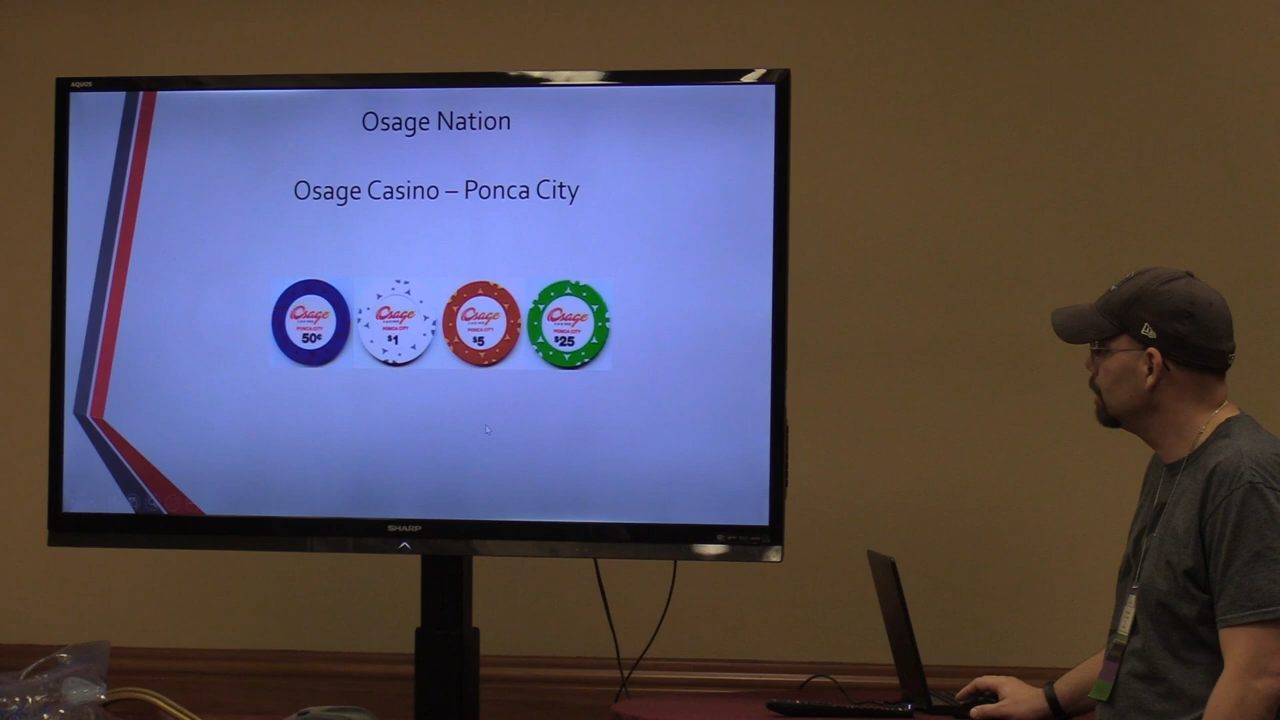 AQUOS
Osage Nation
Osage Casino – Ponca City
Osage
PONCA CITY
50¢
Osage
PONCA CITY
$1
Osage
PONCA CITY
$5
Osage
PONCA CITY
$25
SHARP